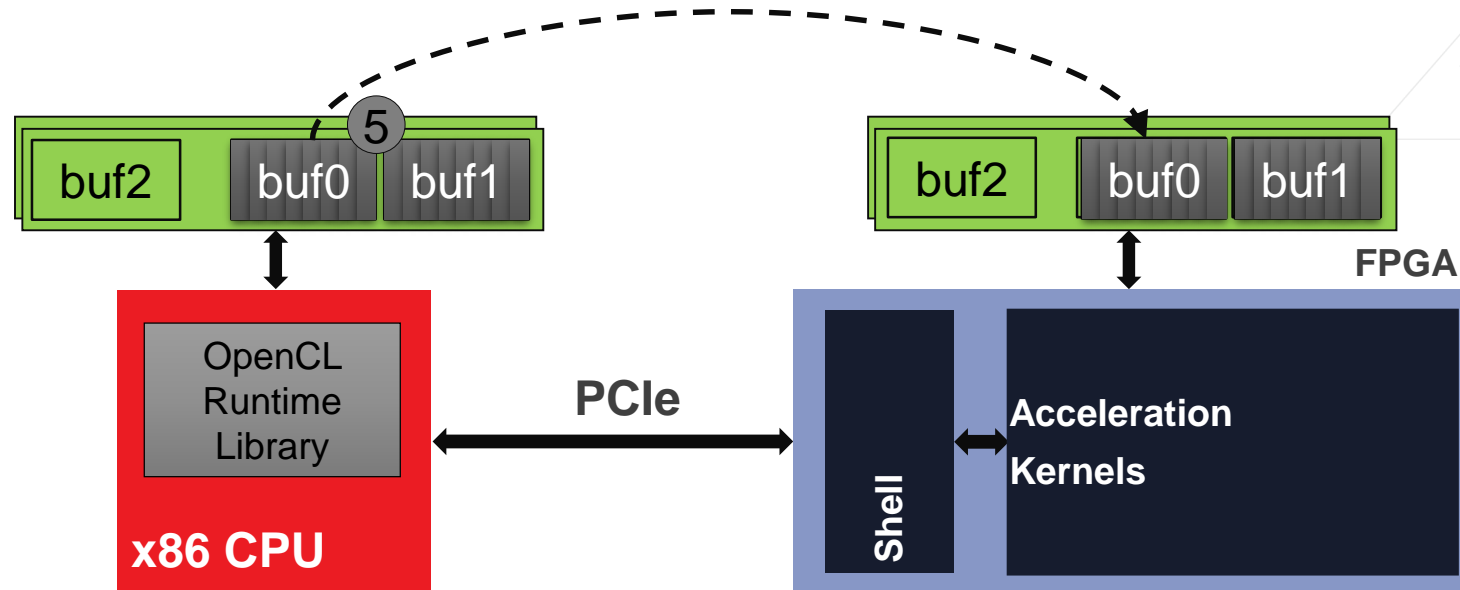 5
buf2
buf0
buf1
buf2
buf0
buf1
FPGA
OpenCL
Runtime
Library
x86 CPU
PCIe
Shell
Acceleration
Kernels